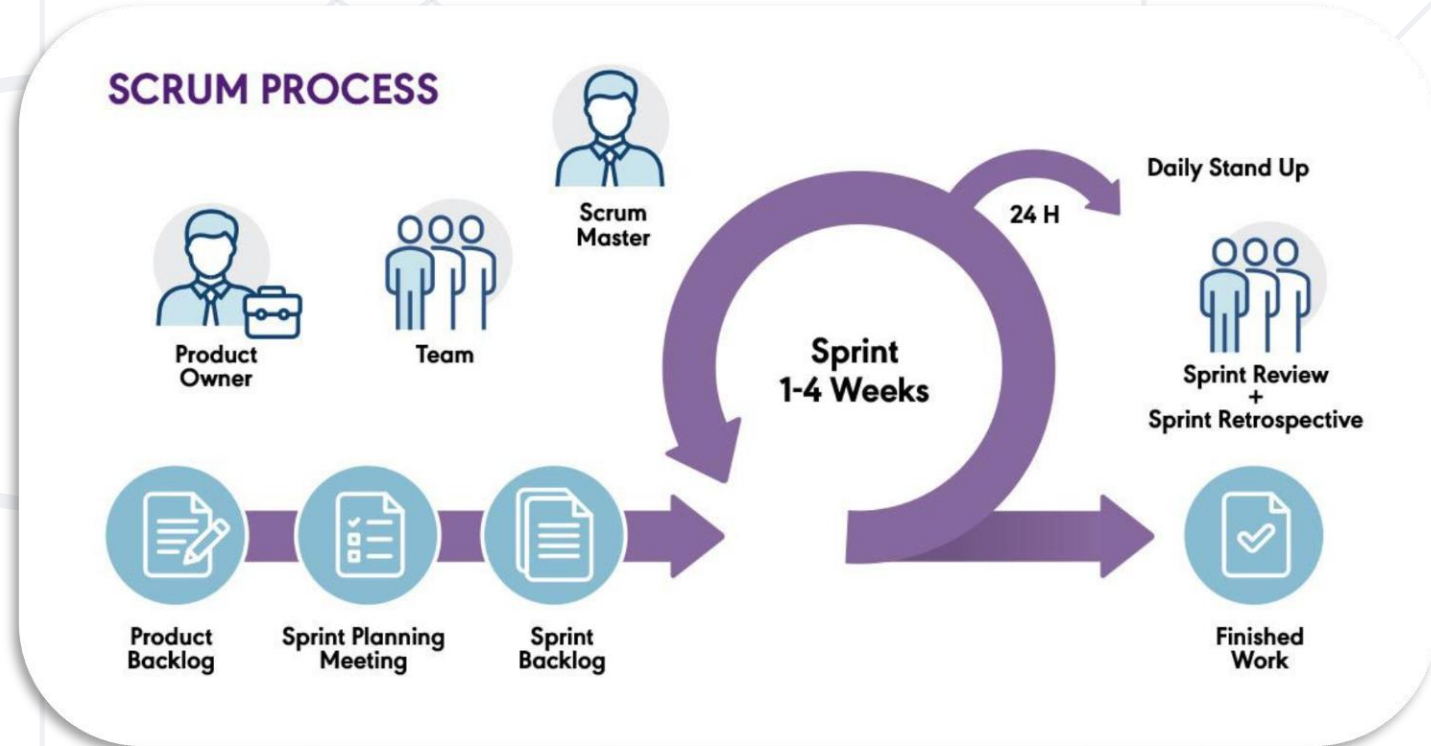 SCRUM PROCESS
Scrum
Master
Product
Owner
Team
Daily Stand Up
24 H
Sprint
1-4 Weeks
Sprint Review
+
Sprint Retrospective
Product
Backlog
Sprint Planning
Meeting
Sprint
Backlog
Finished
Work